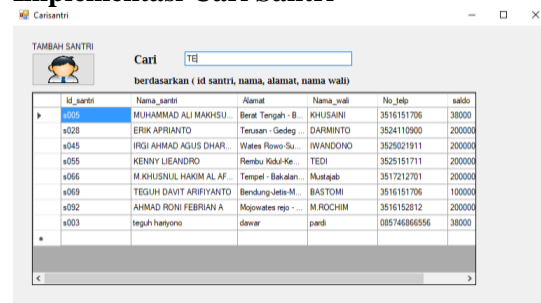 Implementasi Cari Santri
Carisantri
TAMBAH SANTRI
Cari TE
berdasarkan ( id santri, nama, alamat, nama wali)
Id_santri Nama_santri Alamat Nama_wali No_telp saldo
s005 MUHAMMAD ALI MAKHSU... Berat Tengah - B... KHUSAINI 3516151706 38000
s028 ERIK APRIANTO Terusan - Gedeg ... DARMINTO 3524110900 200000
s045 IRGI AHMAD AGUS DHAR... Wates Rowo-Su... IWANDONO 3525021911 200000
s055 KENNY LIEANDRO Rembu Kidul-Ke... TEDI 3525151711 200000
s066 M.KHUSNUL HAKIM AL AF... Tempel - Bakalan... Mustajab 3517212701 200000
s069 TEGUH DAVIT ARIFIYANTO Bendung-Jetis-M... BASTOMI 3516151706 100000
s092 AHMAD RONI FEBRIAN A Mojowates rejo - ... M.ROCHIM 3516152812 200000
s003 teguh hariyono dawar pardi 085746866556 38000